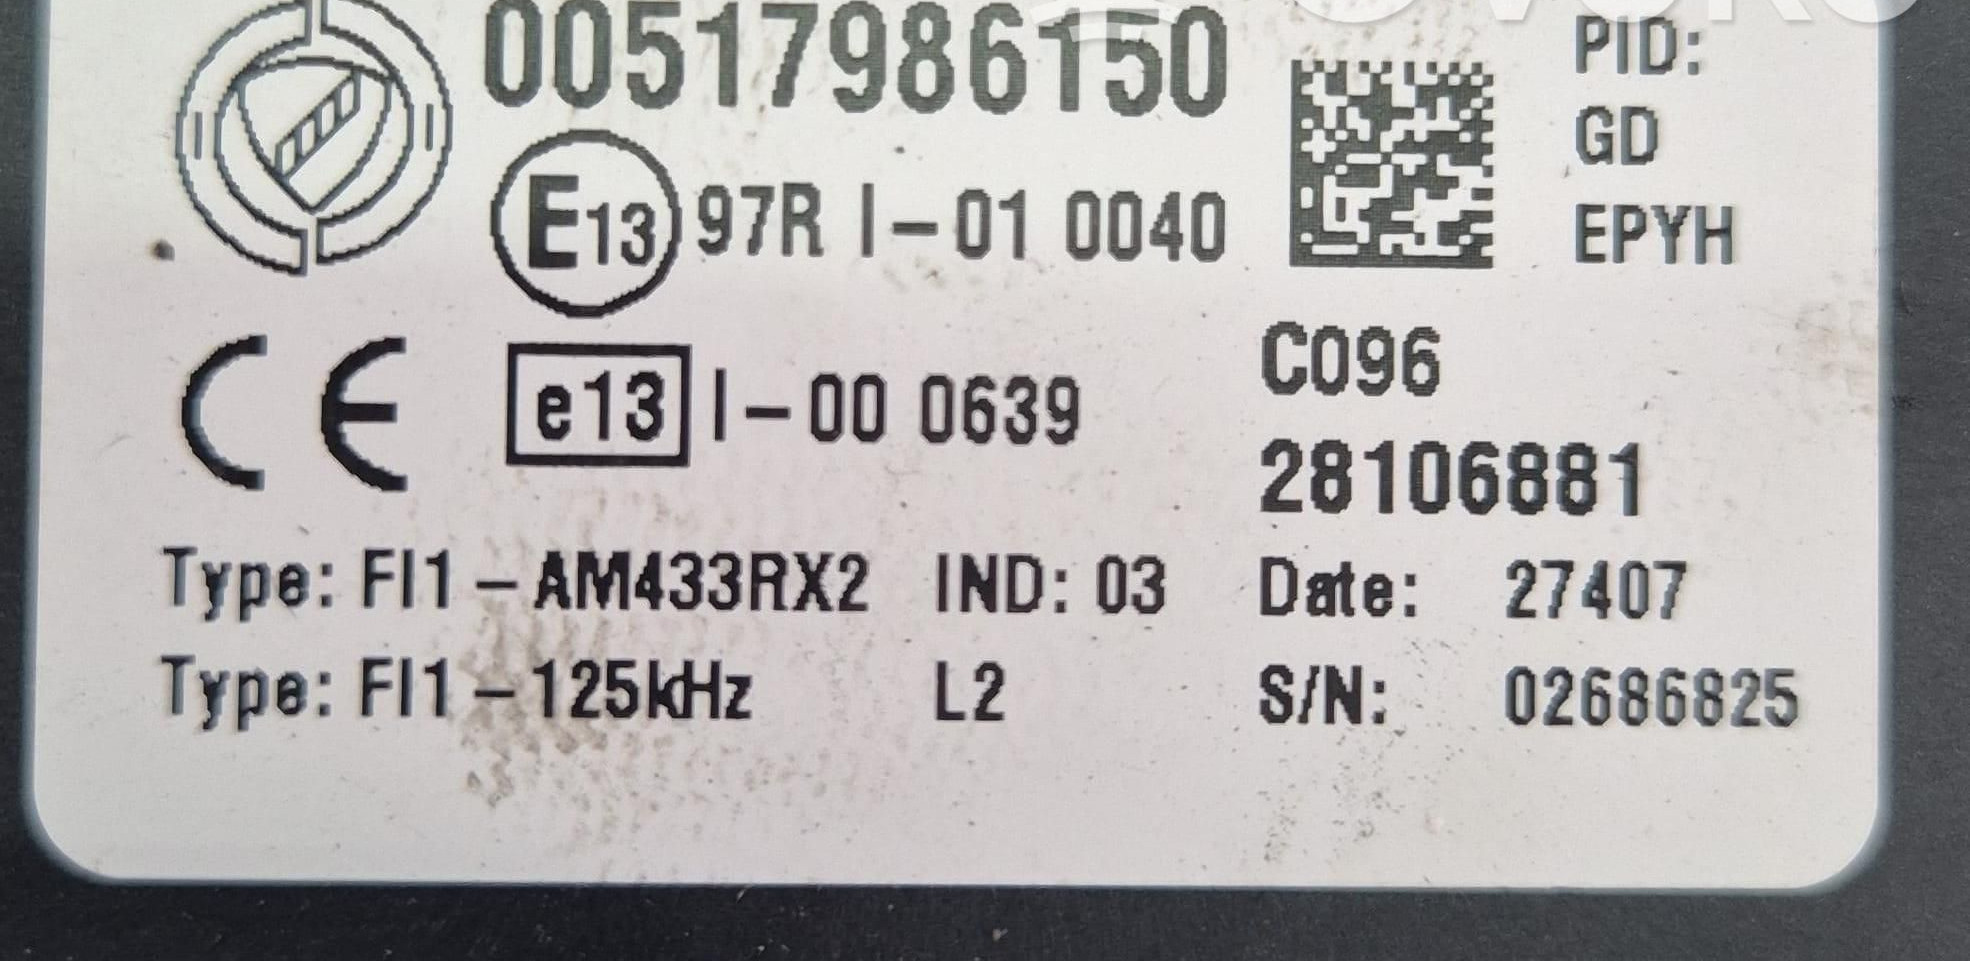 00517986150
PID:
GD
EPYH
E13 97R I-01 0040
CE
e13 I-00 0639
C096
28106881
Type: FI1-AM433RX2 IND: 03 Date: 27407
Type: FI1-125kHz L2 S/N: 02686825